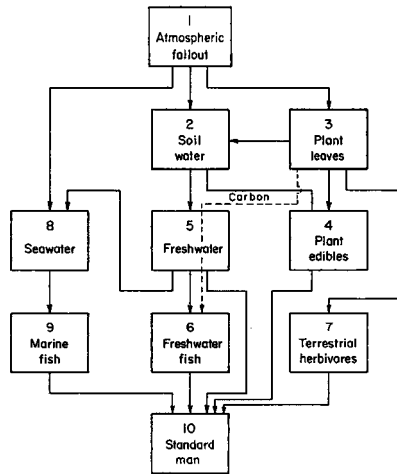 1
Atmospheric
fallout
2
Soil
water
3
Plant
leaves
Carbon
8
Seawater
5
Freshwater
4
Plant
edibles
9
Marine
fish
6
Freshwater
fish
7
Terrestrial
herbivores
10
Standard
man